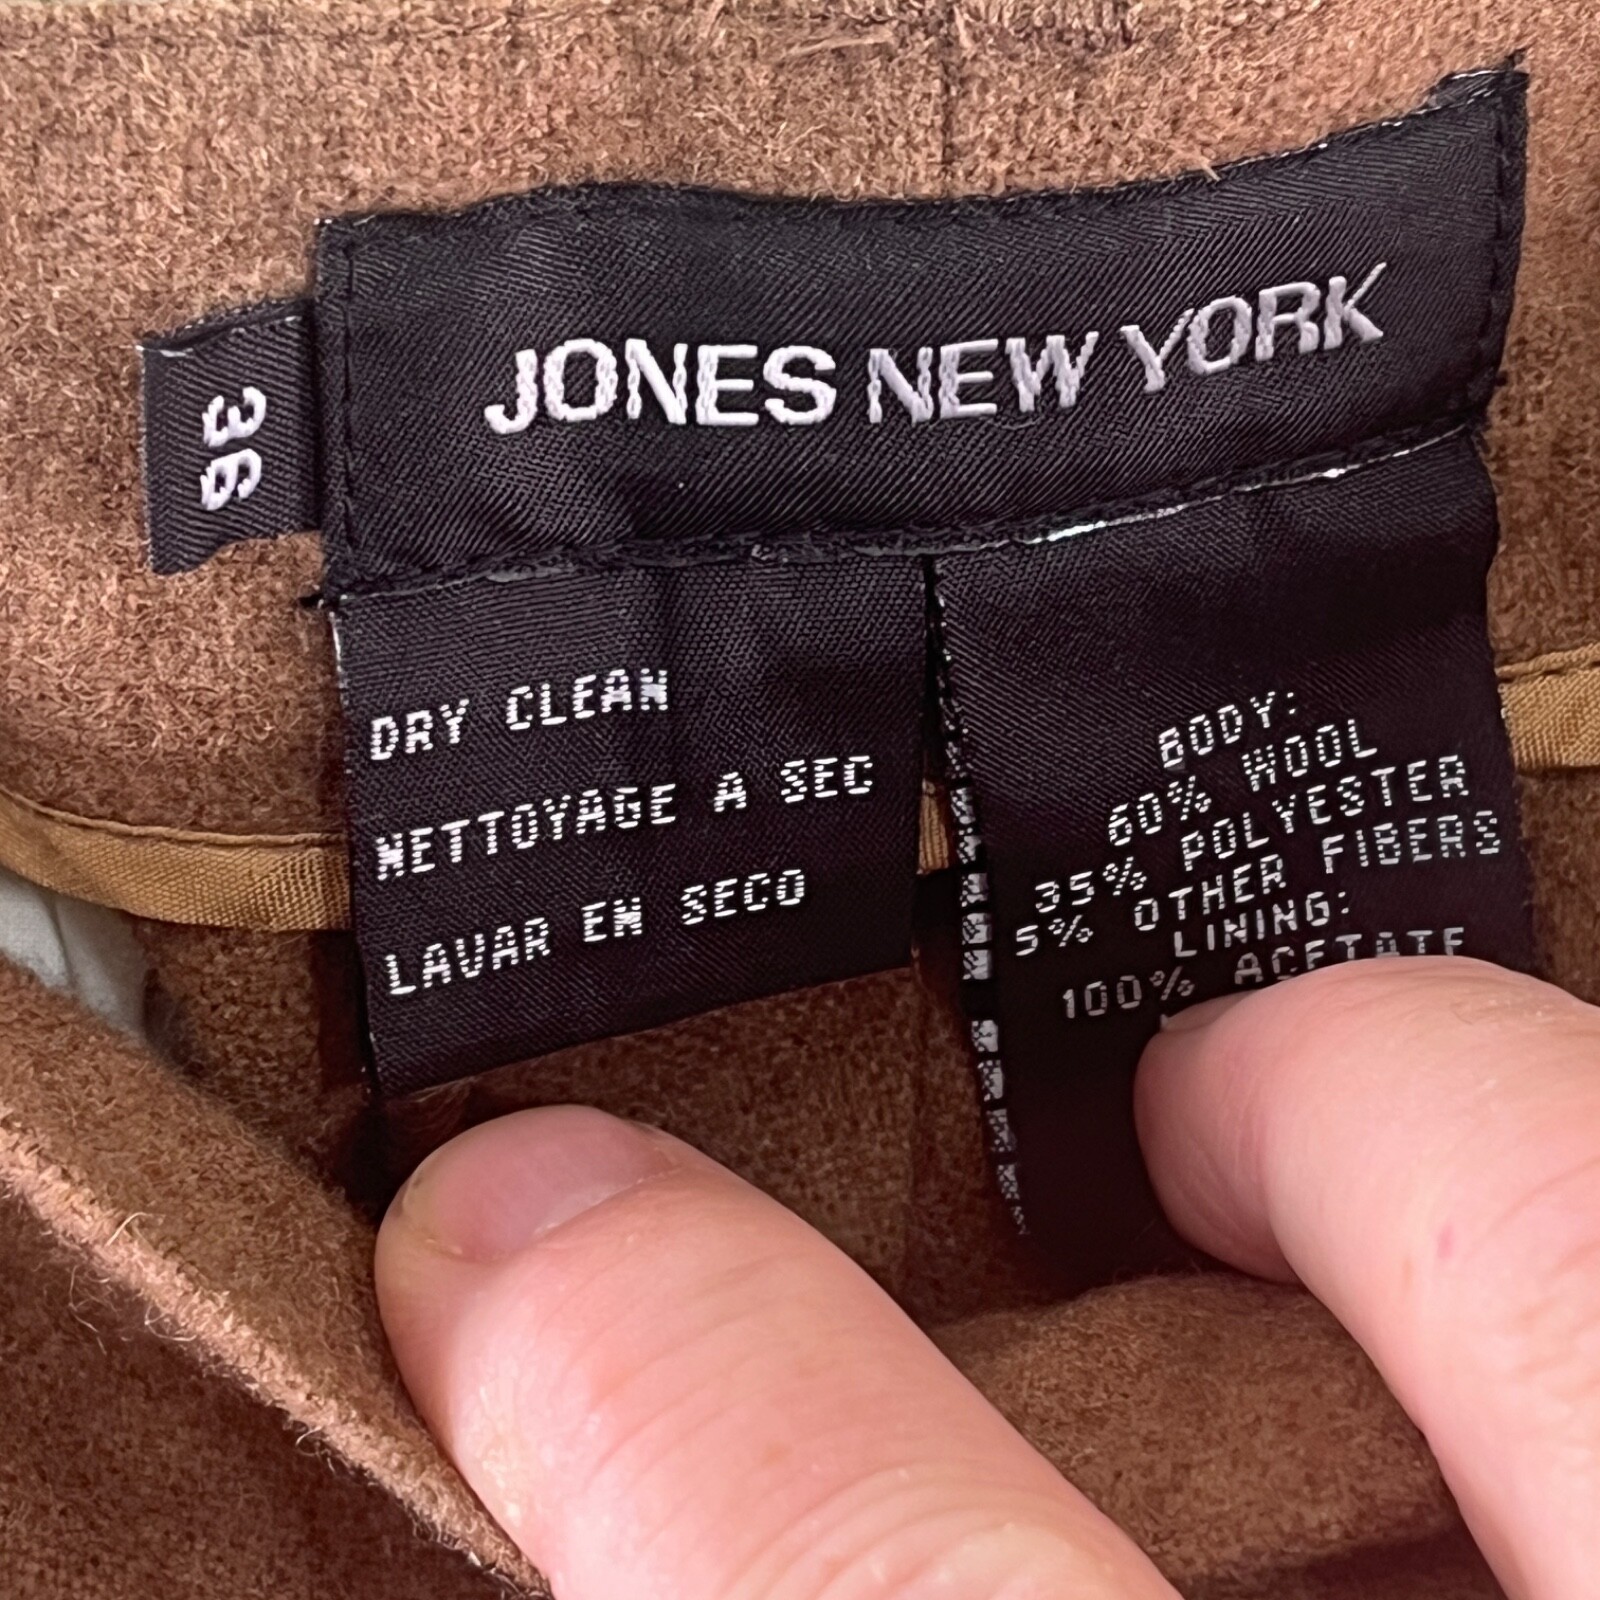 JONES NEW YORK
36
DRY CLEAN
NETTOYAGE A SEC
LAVAR EN SECO
BODY:
60% WOOL
35% POLYESTER
5% OTHER FIBERS
LINING:
100% ACETATE